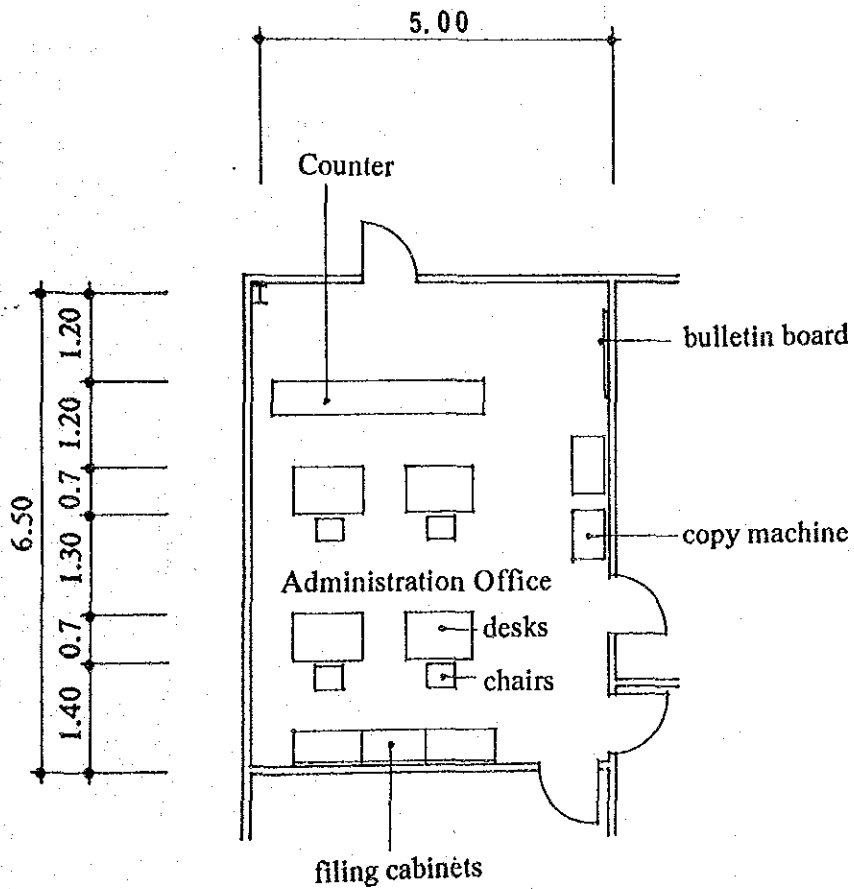 5.00
Counter
bulletin board
copy machine
Administration Office
desks
chairs
filing cabinets
6.50
1.20
1.20
0.7
1.30
0.7
1.40